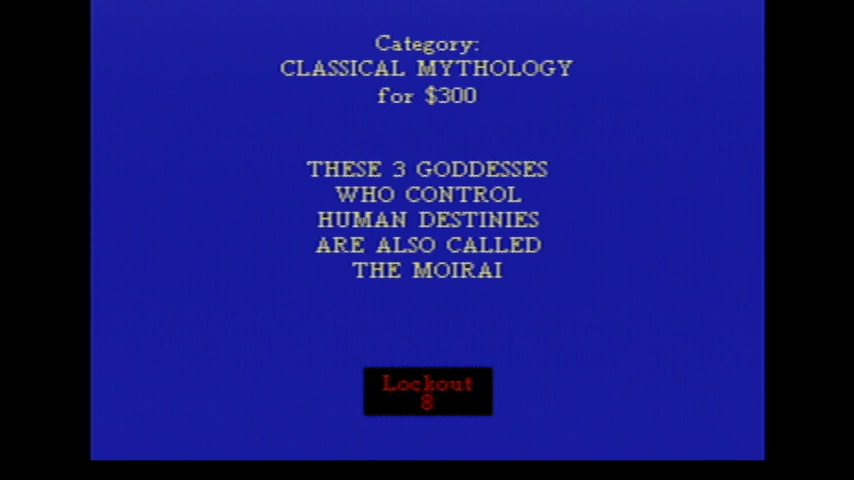 Category:
CLASSICAL MYTHOLOGY
for $300
THESE 3 GODDESSES
WHO CONTROL
HUMAN DESTINIES
ARE ALSO CALLED
THE MOIRAI
Lockout
8